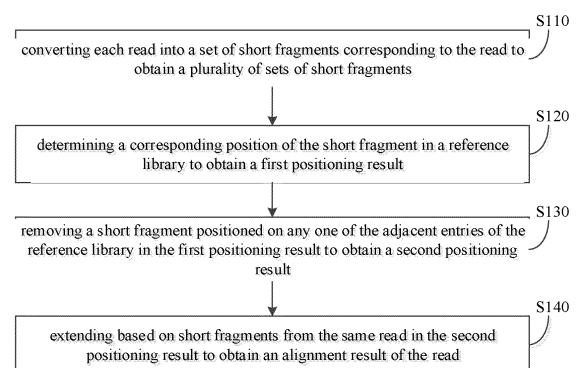 S110
converting each read into a set of short fragments corresponding to the read to
obtain a plurality of sets of short fragments
S120
determining a corresponding position of the short fragment in a reference
library to obtain a first positioning result
S130
removing a short fragment positioned on any one of the adjacent entries of the
reference library in the first positioning result to obtain a second positioning
result
S140
extending based on short fragments from the same read in the second
positioning result to obtain an alignment result of the read